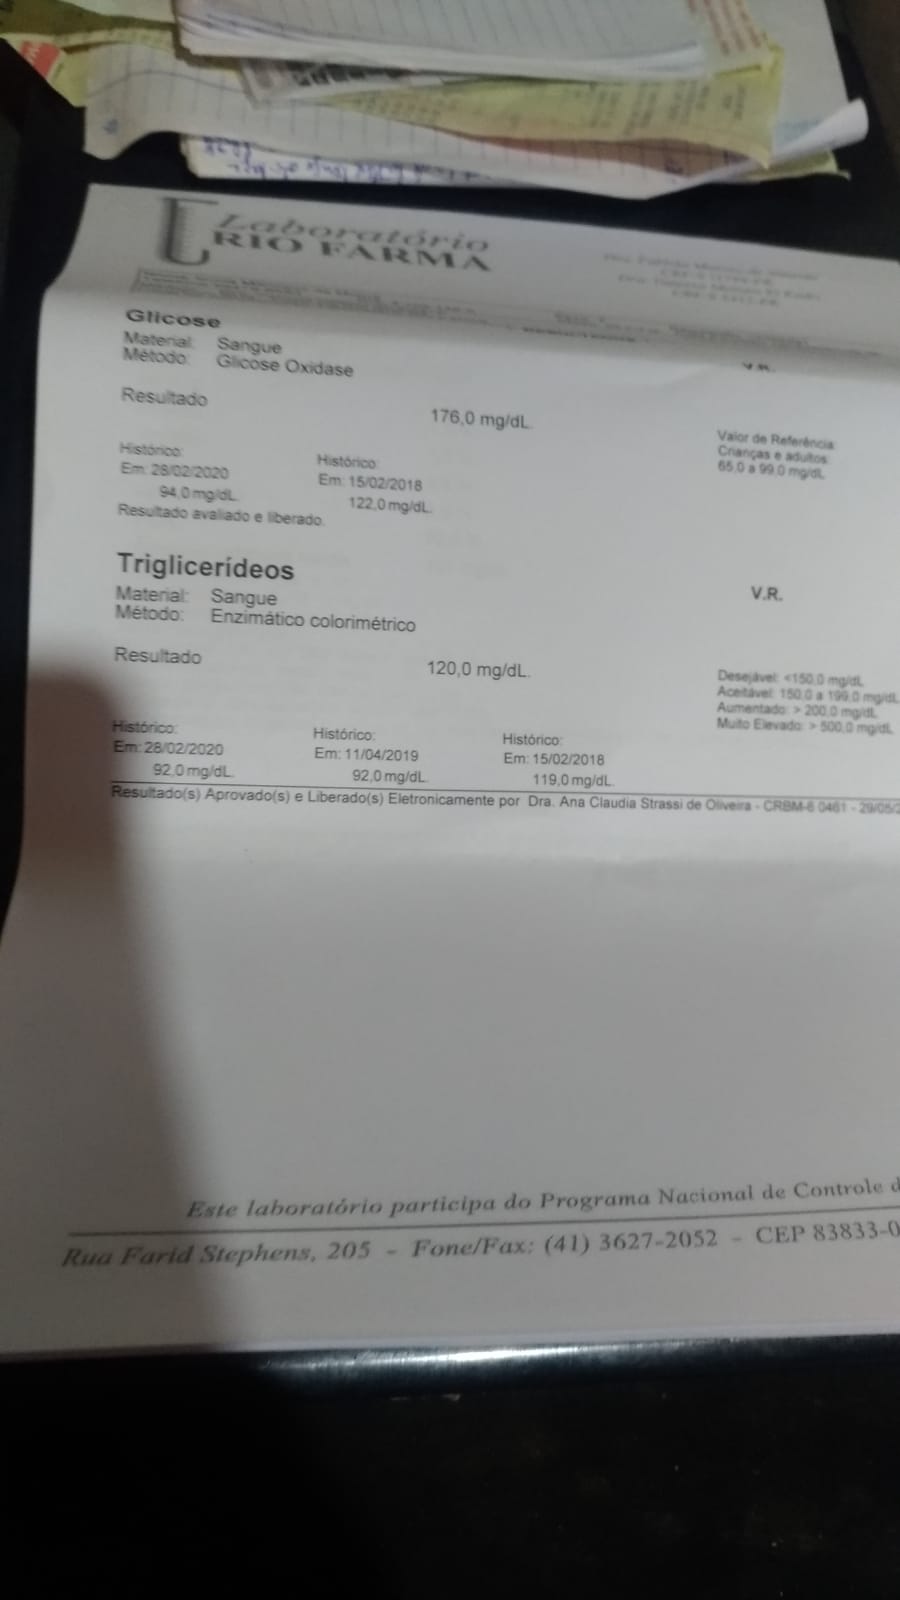 Laboratório
RIO FARMA
Glicose
Material: Sangue
Método: Glicose Oxidase
V.R.
Resultado
176,0 mg/dL.
Valor de Referência:
Crianças e adultos:
65,0 a 99,0 mg/dL
Histórico: Histórico:
Em: 28/02/2020 Em: 15/02/2018
94,0 mg/dL. 122,0 mg/dL.
Resultado avaliado e liberado.
Triglicerídeos
V.R.
Material: Sangue
Método: Enzimático colorimétrico
Resultado
120,0 mg/dL.
Desejável: <150,0 mg/dL
Aceitável: 150,0 a 199,0 mg/dL
Aumentado: > 200,0 mg/dL
Muito Elevado: > 500,0 mg/dL
Histórico: Histórico: Histórico:
Em: 28/02/2020 Em: 11/04/2019 Em: 15/02/2018
92,0 mg/dL. 92,0 mg/dL. 119,0 mg/dL.
Resultado(s) Aprovado(s) e Liberado(s) Eletronicamente por Dra. Ana Claudia Strassi de Oliveira - CRBM-6 0461 - 29/05/2
Este laboratório participa do Programa Nacional de Controle d
Rua Farid Stephens, 205 - Fone/Fax: (41) 3627-2052 - CEP 83833-0